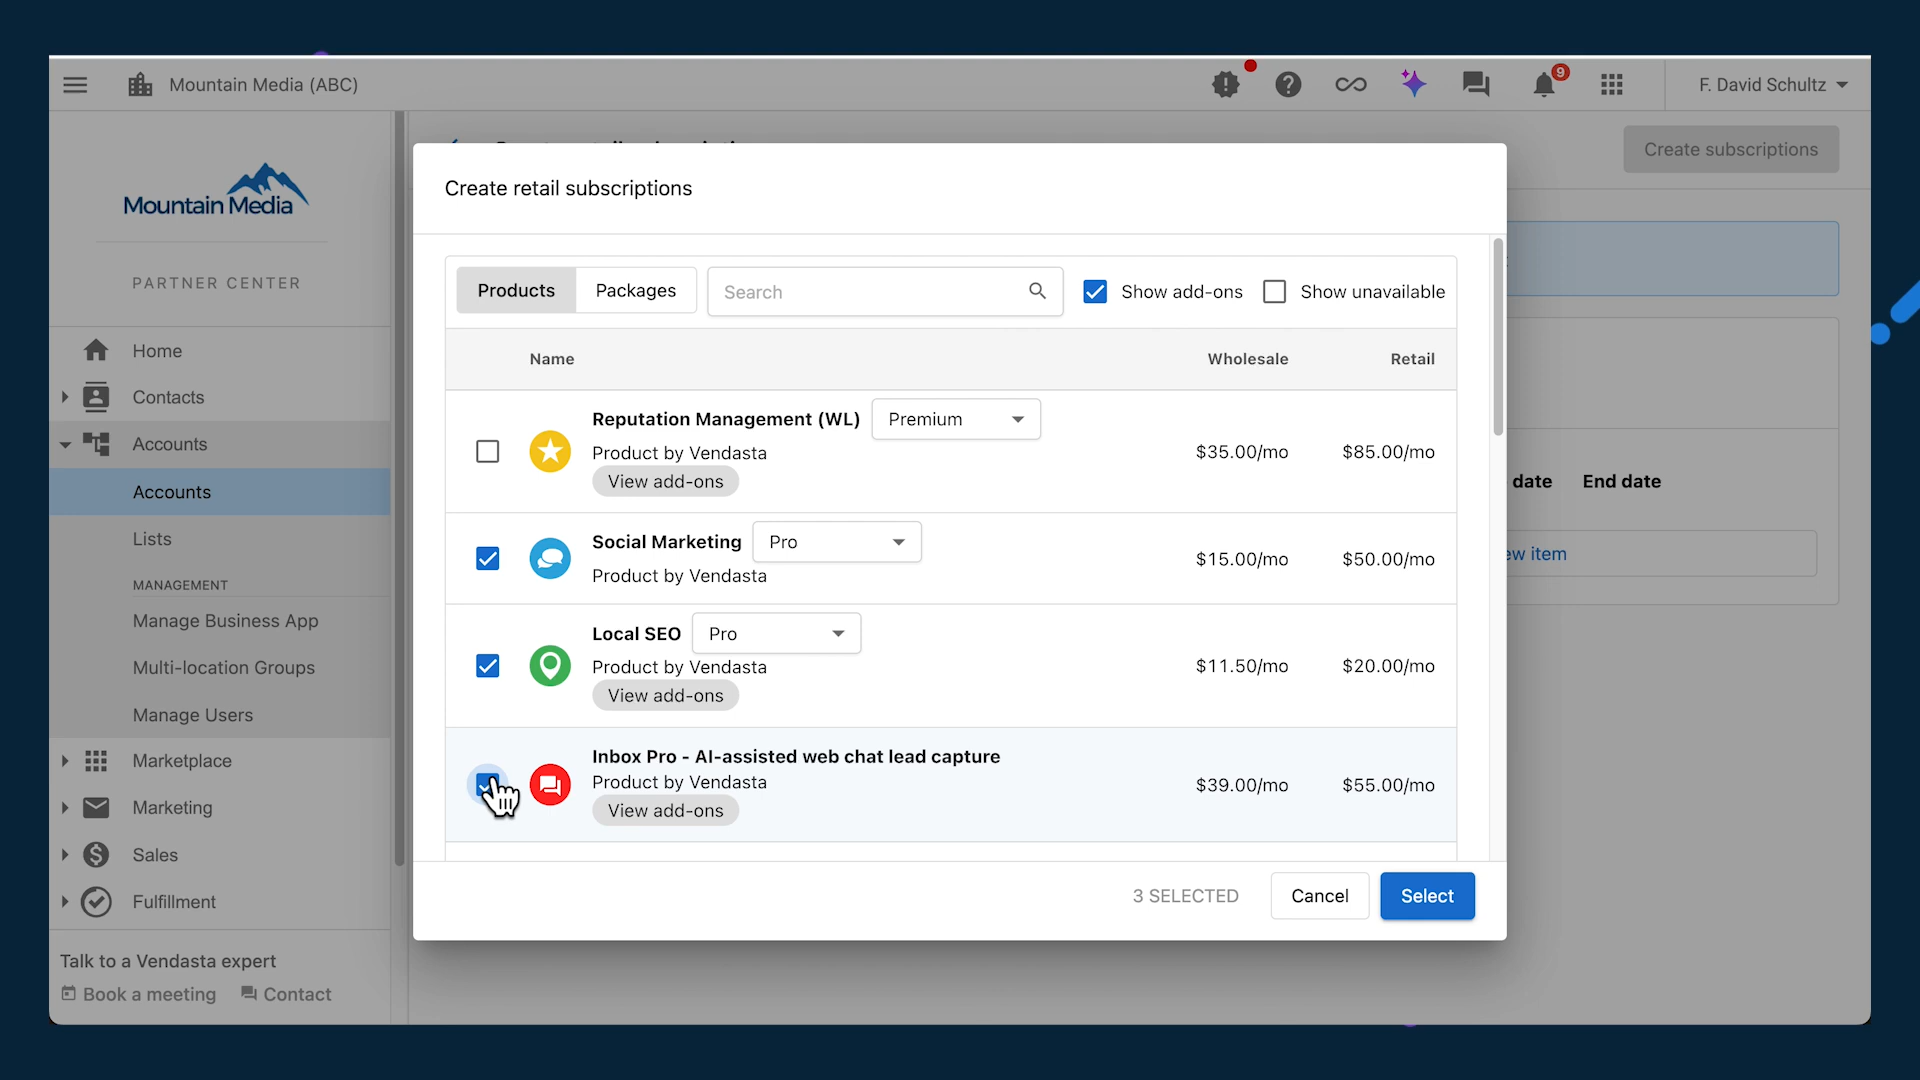 Mountain Media (ABC)
9
F. David Schultz
Mountain Media
PARTNER CENTER
Home
Contacts
Accounts
Accounts
Lists
MANAGEMENT
Manage Business App
Multi-location Groups
Manage Users
Marketplace
Marketing
Sales
Fulfillment
Talk to a Vendasta expert
Book a meeting
Contact
Create subscriptions
date
End date
ew item
Create retail subscriptions
Products
Packages
Search
Show add-ons
Show unavailable
Name
Wholesale
Retail
Reputation Management (WL)
Premium
Product by Vendasta
View add-ons
$35.00/mo
$85.00/mo
Social Marketing
Pro
Product by Vendasta
$15.00/mo
$50.00/mo
Local SEO
Pro
Product by Vendasta
View add-ons
$11.50/mo
$20.00/mo
Inbox Pro - AI-assisted web chat lead capture
Product by Vendasta
View add-ons
$39.00/mo
$55.00/mo
3 SELECTED
Cancel
Select